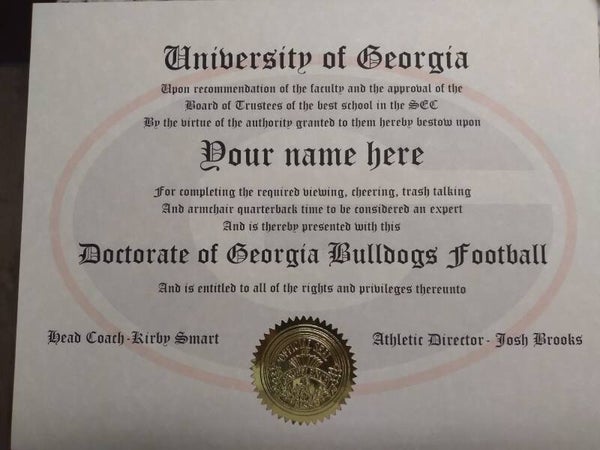 University of Georgia
Upon recommendation of the faculty and the approval of the
Board of Trustees of the best school in the SEC
By the virtue of the authority granted to them hereby bestow upon
Your name here
For completing the required viewing, cheering, trash talking
And armchair quarterback time to be considered an expert
And is thereby presented with this
Doctorate of Georgia Bulldogs Football
And is entitled to all of the rights and privileges thereunto
Head Coach-Kirby Smart
Athletic Director- Josh Brooks